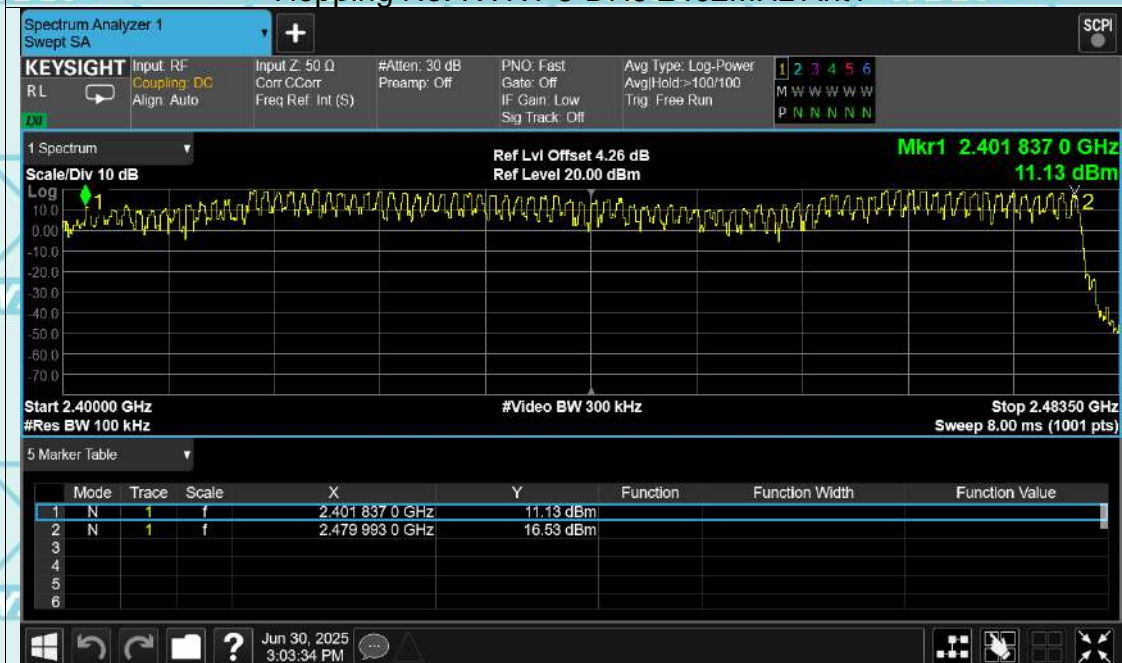 Spectrum Analyzer 1
Swept SA
+
SCPI
KEYSIGHT
RL
LXI
Input: RF
Coupling: DC
Align: Auto
Input Z: 50 Ω
Corr CCorr
Freq Ref: Int (S)
#Atten: 30 dB
Preamp: Off
PNO: Fast
Gate: Off
IF Gain: Low
Sig Track: Off
Avg Type: Log-Power
Avg|Hold:>100/100
Trig: Free Run
1 2 3 4 5 6
M W W W W W
P N N N N N
1 Spectrum
Scale/Div 10 dB
Ref Lvl Offset 4.26 dB
Ref Level 20.00 dBm
Mkr1 2.401 837 0 GHz
11.13 dBm
Log
1
2
10.0
0.00
-10.0
-20.0
-30.0
-40.0
-50.0
-60.0
-70.0
Start 2.40000 GHz
#Video BW 300 kHz
Stop 2.48350 GHz
#Res BW 100 kHz
Sweep 8.00 ms (1001 pts)
5 Marker Table
Mode Trace Scale X Y Function Function Width Function Value
1 N 1 f 2.401 837 0 GHz 11.13 dBm
2 N 1 f 2.479 993 0 GHz 16.53 dBm
3
4
5
6
?
Jun 30, 2025
3:03:34 PM